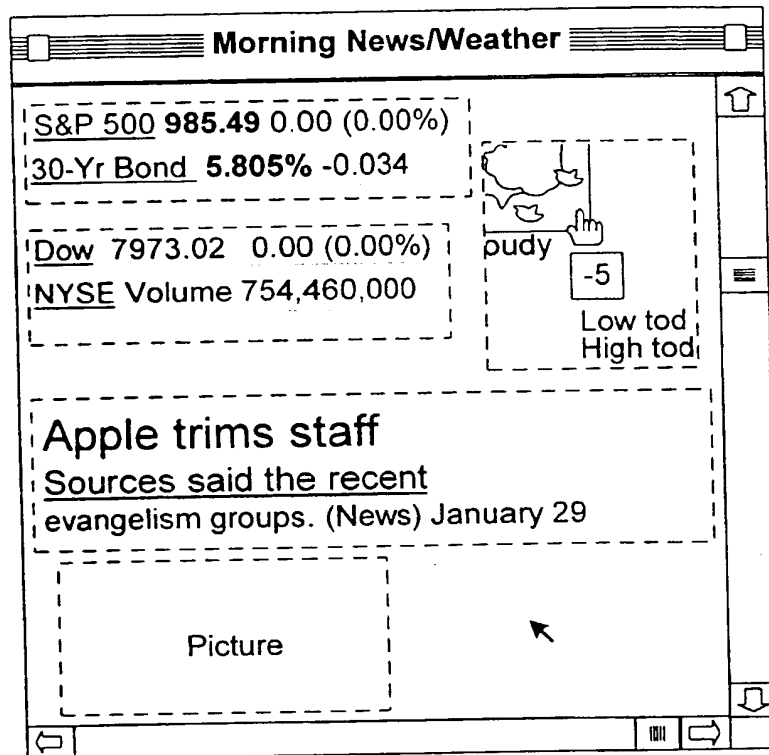 Morning News/Weather
S&P 500 985.49 0.00 (0.00%)
30-Yr Bond 5.805% -0.034
Dow 7973.02 0.00 (0.00%)
NYSE Volume 754,460,000
oudy
-5
Low tod
High tod
Apple trims staff
Sources said the recent
evangelism groups. (News) January 29
Picture